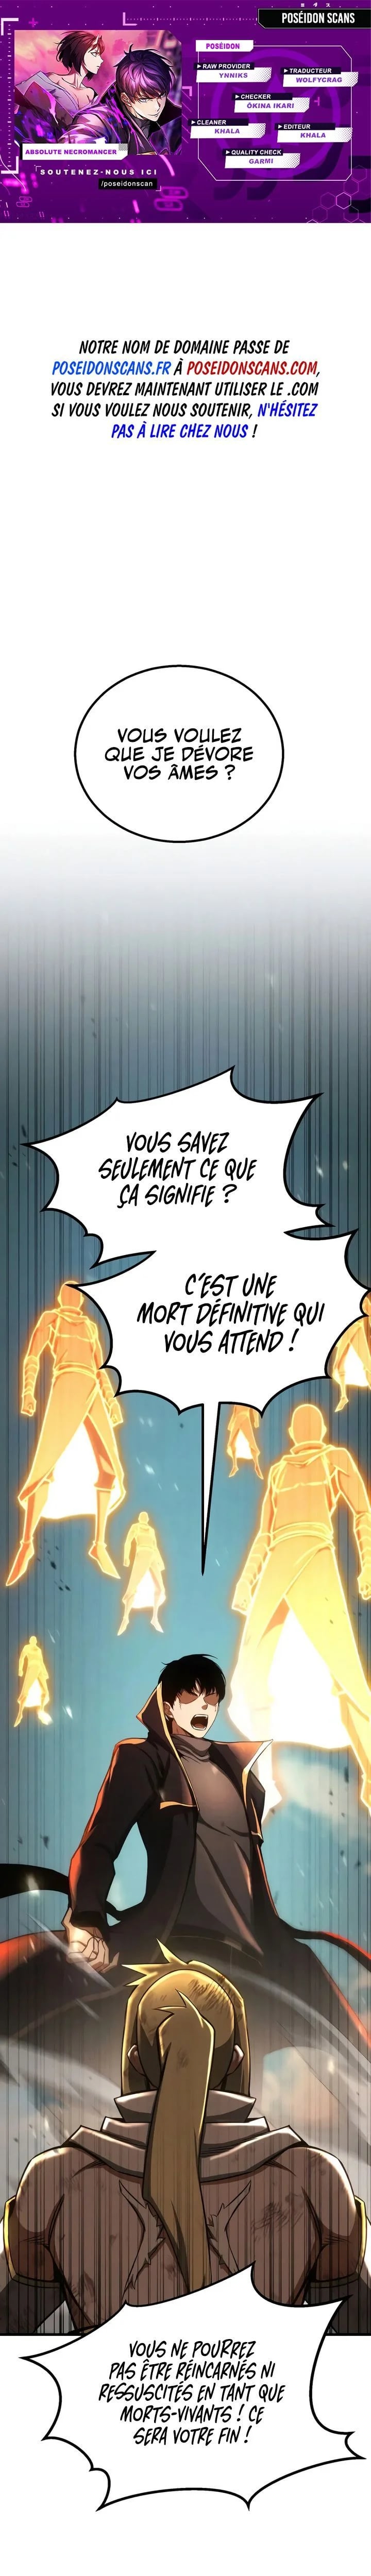 POSÉIDON SCANS
POSÉIDON
RAW PROVIDER
YNNIKS
TRADUCTEUR
WOLFYCRAG
CHECKER
ÔKINA IKARI
CLEANER
KHALA
EDITEUR
KHALA
QUALITY CHECK
GARMI
ABSOLUTE NECROMANCER
SOUTENEZ-NOUS ICI
/poseidonscan
NOTRE NOM DE DOMAINE PASSE DE
POSEIDONSCANS.FR À POSEIDONSCANS.COM,
VOUS DEVREZ MAINTENANT UTILISER LE .COM
SI VOUS VOULEZ NOUS SOUTENIR, N'HÉSITEZ
PAS À LIRE CHEZ NOUS !
VOUS VOULEZ
QUE JE DÉVORE
VOS ÂMES ?
VOUS SAVEZ
SEULEMENT CE QUE
ÇA SIGNIFIE ?
C'EST UNE
MORT DÉFINITIVE QUI
VOUS ATTEND !
VOUS NE POURREZ
PAS ÊTRE RÉINCARNÉS NI
RESSUSCITÉS EN TANT QUE
MORTS-VIVANTS ! CE
SERA VOTRE FIN !